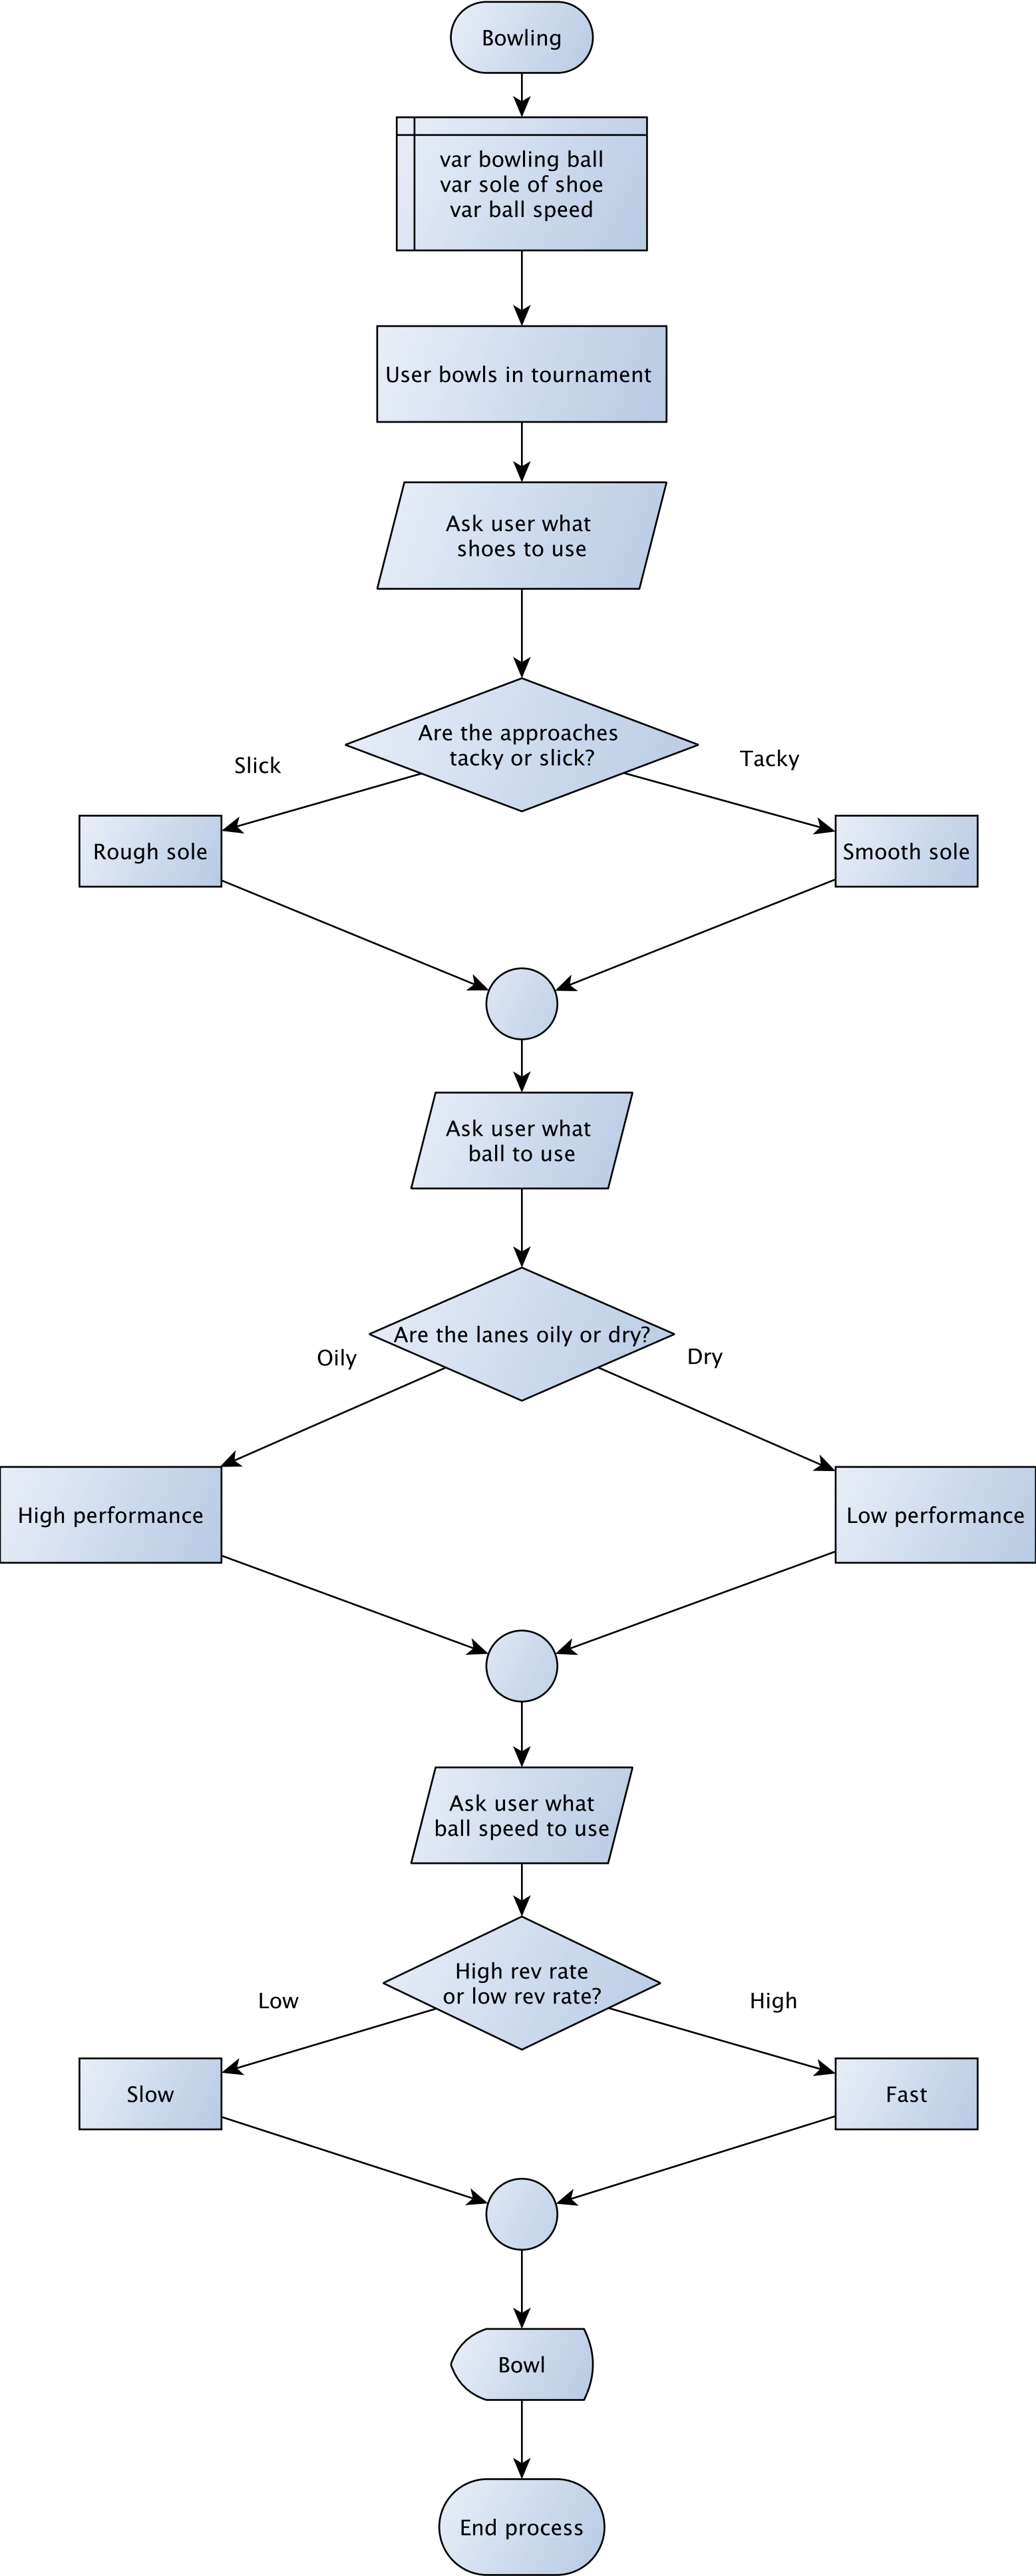 Bowling
var bowling ball
var sole of shoe
var ball speed
User bowls in tournament
Ask user what
shoes to use
Are the approaches
tacky or slick?
Slick
Tacky
Rough sole
Smooth sole
Ask user what
ball to use
Are the lanes oily or dry?
Oily
Dry
High performance
Low performance
Ask user what
ball speed to use
High rev rate
or low rev rate?
Low
High
Slow
Fast
Bowl
End process